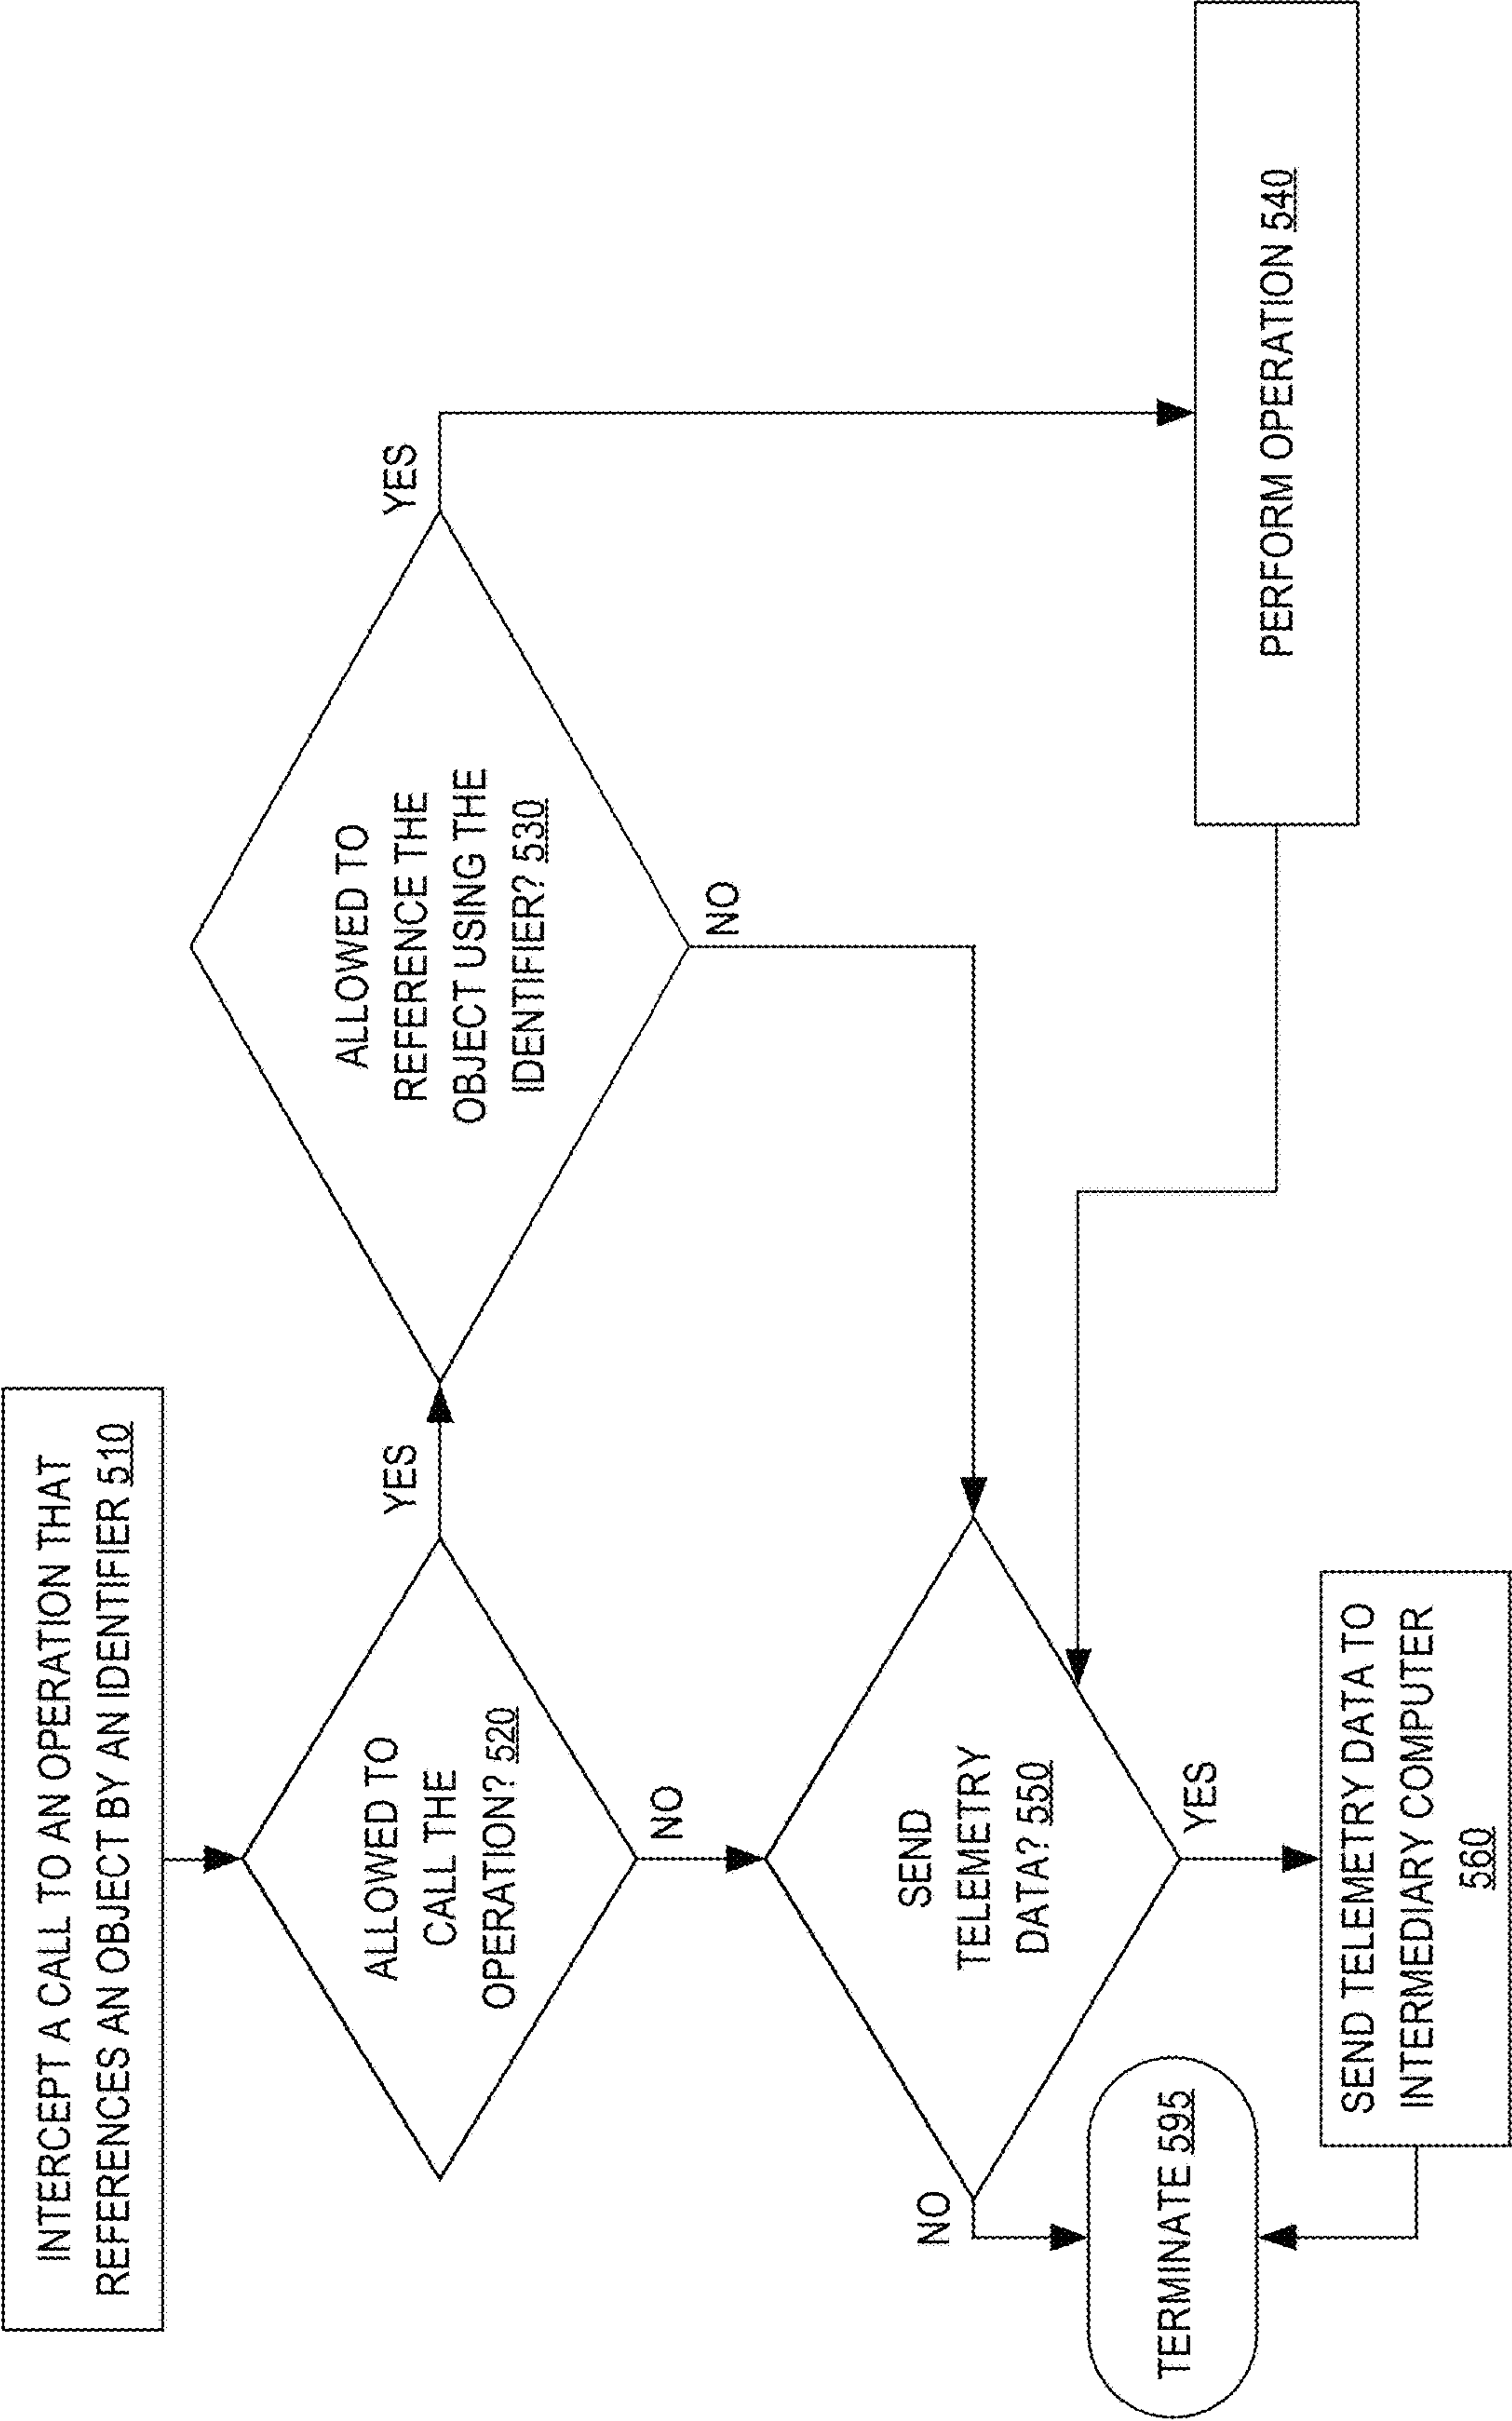 INTERCEPT A CALL TO AN OPERATION THAT
REFERENCES AN OBJECT BY AN IDENTIFIER 510
ALLOWED TO
CALL THE
OPERATION? 520
YES
NO
ALLOWED TO
REFERENCE THE
OBJECT USING THE
IDENTIFIER? 530
YES
NO
PERFORM OPERATION 540
SEND
TELEMETRY
DATA? 550
NO
YES
TERMINATE 595
SEND TELEMETRY DATA TO
INTERMEDIARY COMPUTER
560